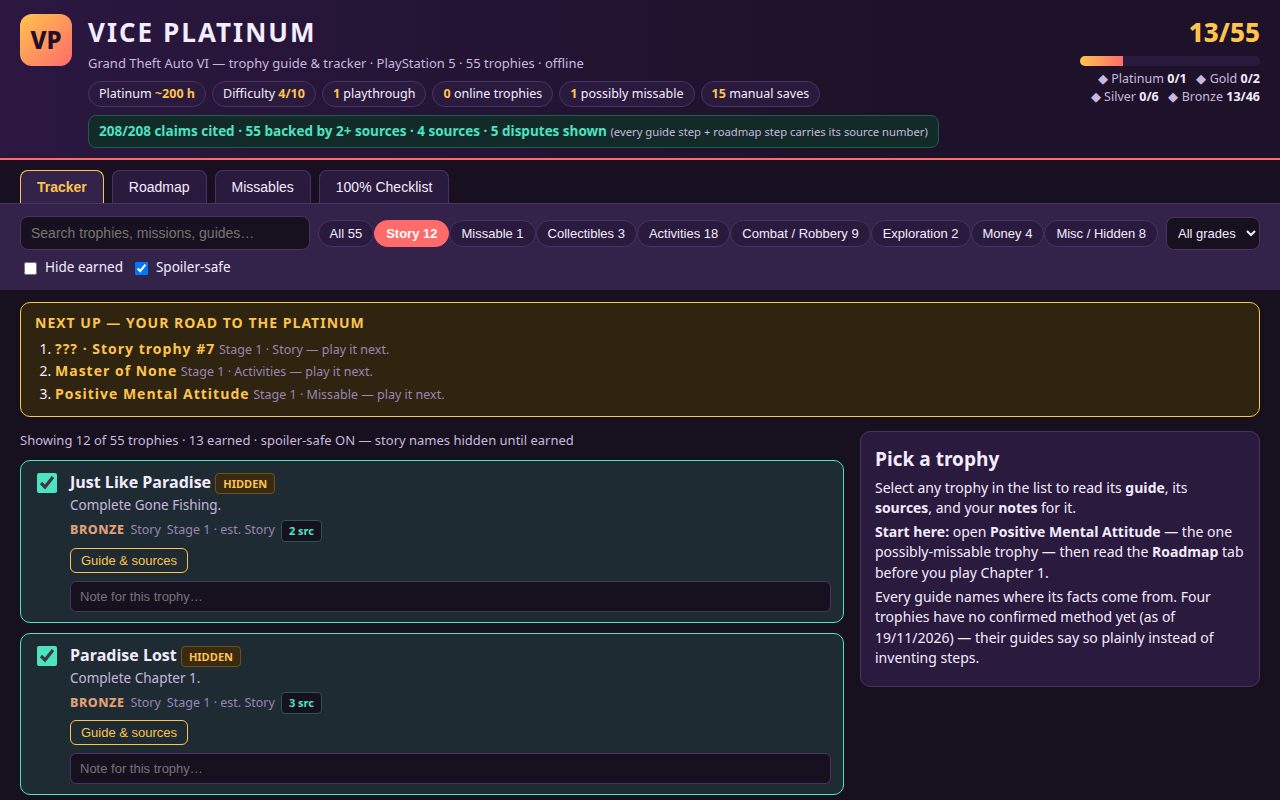 VP
VICE PLATINUM
Grand Theft Auto VI — trophy guide & tracker · PlayStation 5 · 55 trophies · offline
Platinum ~200 h
Difficulty 4/10
1 playthrough
0 online trophies
1 possibly missable
15 manual saves
208/208 claims cited · 55 backed by 2+ sources · 4 sources · 5 disputes shown (every guide step + roadmap step carries its source number)
13/55
◆ Platinum 0/1 ◆ Gold 0/2
◆ Silver 0/6 ◆ Bronze 13/46
Tracker
Roadmap
Missables
100% Checklist
Search trophies, missions, guides…
All 55
Story 12
Missable 1
Collectibles 3
Activities 18
Combat / Robbery 9
Exploration 2
Money 4
Misc / Hidden 8
All grades
Hide earned
Spoiler-safe
NEXT UP — YOUR ROAD TO THE PLATINUM
1. ??? · Story trophy #7 Stage 1 · Story — play it next.
2. Master of None Stage 1 · Activities — play it next.
3. Positive Mental Attitude Stage 1 · Missable — play it next.
Showing 12 of 55 trophies · 13 earned · spoiler-safe ON — story names hidden until earned
Just Like Paradise HIDDEN
Complete Gone Fishing.
BRONZE Story Stage 1 · est. Story 2 src
Guide & sources
Note for this trophy…
Paradise Lost HIDDEN
Complete Chapter 1.
BRONZE Story Stage 1 · est. Story 3 src
Guide & sources
Note for this trophy…
Pick a trophy
Select any trophy in the list to read its guide, its
sources, and your notes for it.
Start here: open Positive Mental Attitude — the one
possibly-missable trophy — then read the Roadmap tab
before you play Chapter 1.
Every guide names where its facts come from. Four
trophies have no confirmed method yet (as of
19/11/2026) — their guides say so plainly instead of
inventing steps.